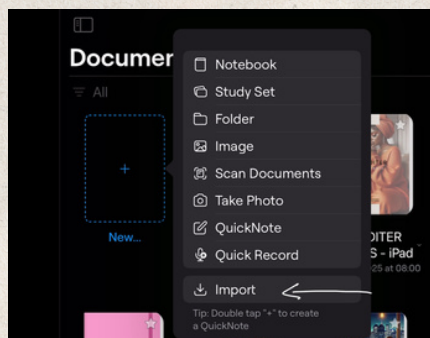 Documen
All
Notebook
Study Set
Folder
Image
Scan Documents
Take Photo
QuickNote
Quick Record
Import
Tip: Double tap "+" to create
a QuickNote
New...
DITER
S - iPad
25 at 08:00